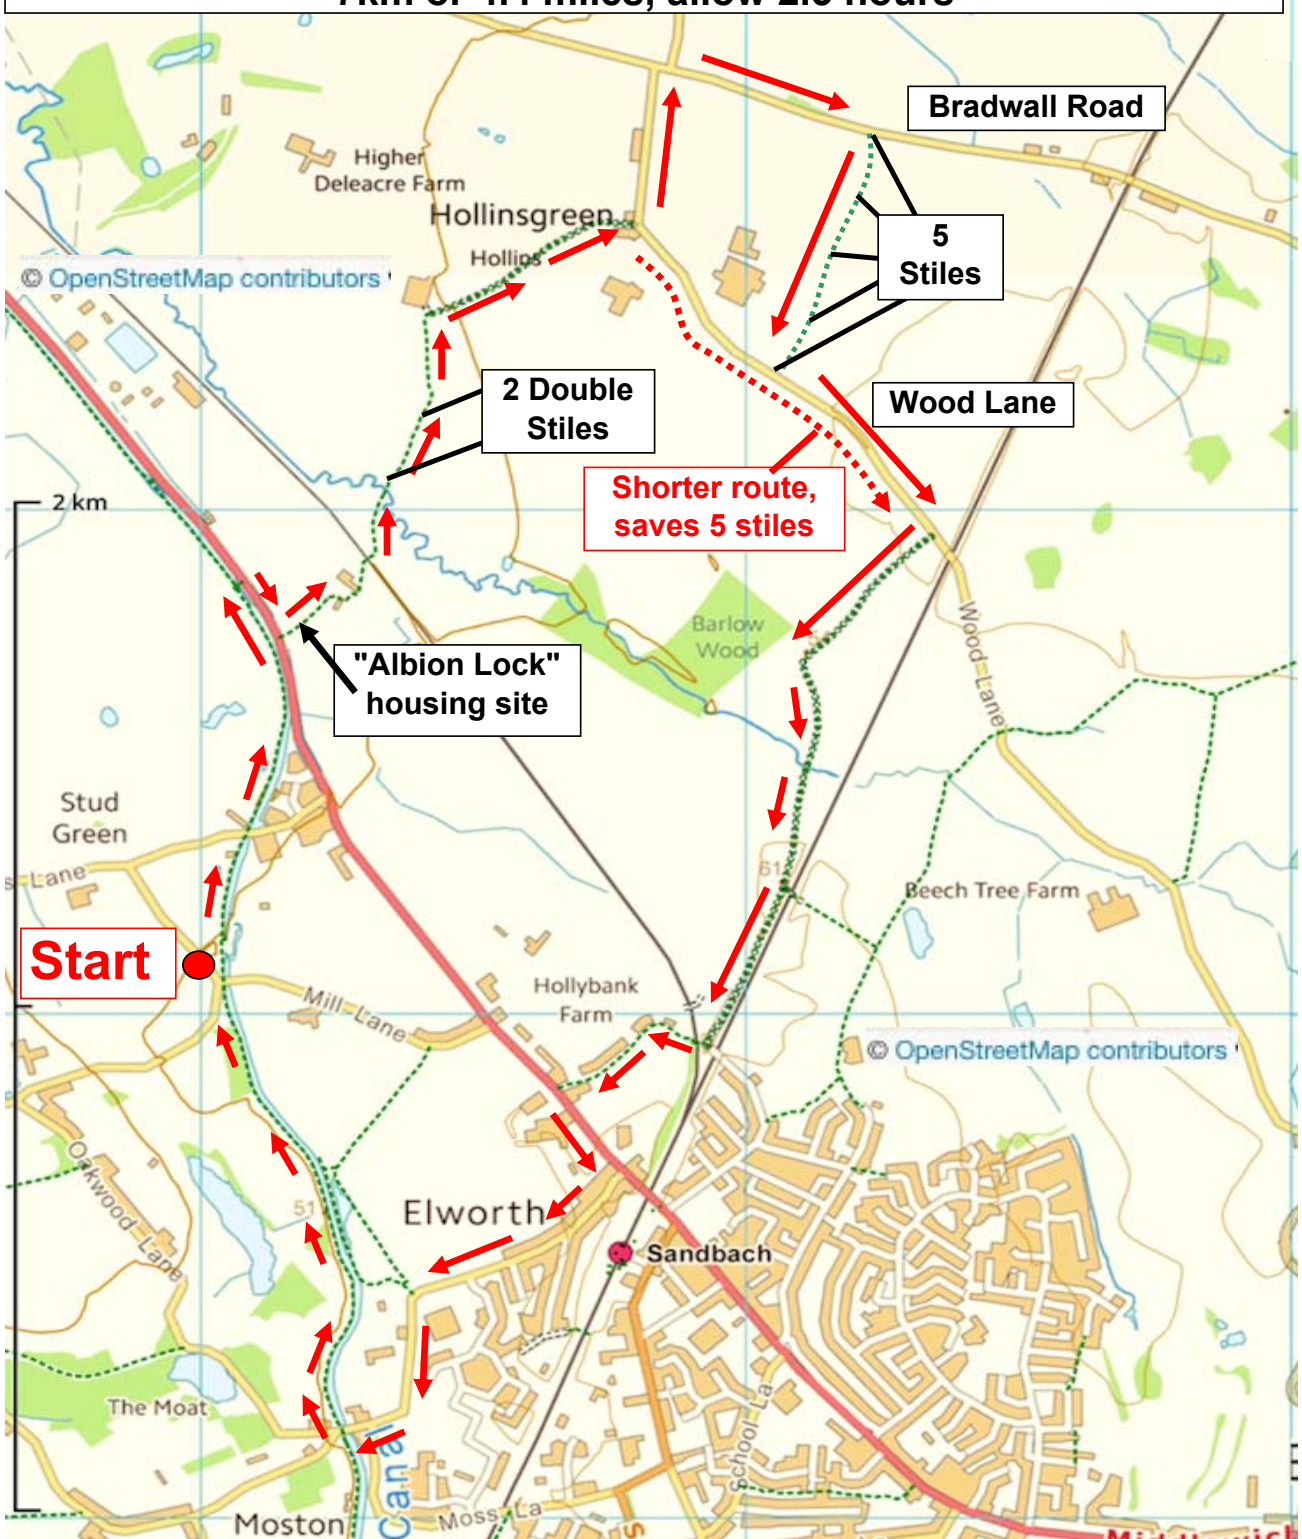 Bradwall Road
Higher
Deleacre Farm
Hollinsgreen
Hollins
5
Stiles
© OpenStreetMap contributors
2 Double
Stiles
Wood Lane
Shorter route,
saves 5 stiles
2 km
Barlow
Wood
Wood Lane
"Albion Lock"
housing site
Stud
Green
Lane
61
Beech Tree Farm
Start
Hollybank
Farm
Mill Lane
© OpenStreetMap contributors
Oakwood Lane
51
Elworth
Sandbach
The Moat
School La
Canal
Moston
Moss La